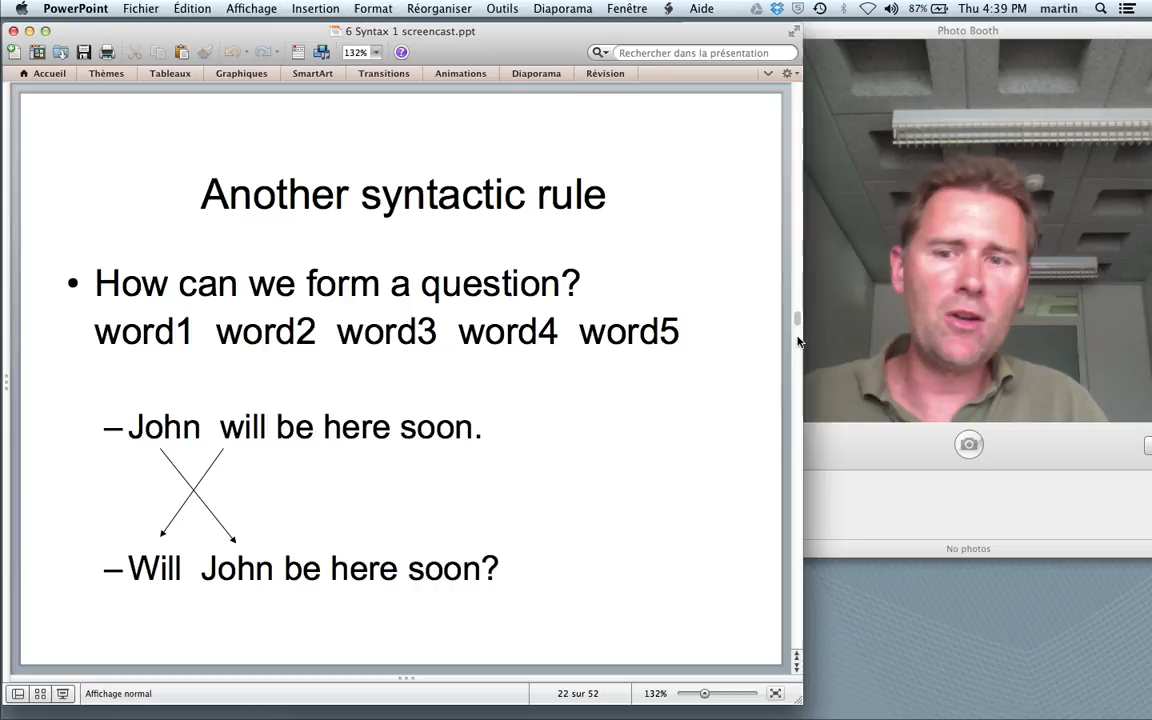 PowerPoint Fichier Édition Affichage Insertion Format Réorganiser Outils Diaporama Fenêtre Aide 87% Thu 4:39 PM martin
6 Syntax 1 screencast.ppt
Photo Booth
132% Rechercher dans la présentation
Accueil Thèmes Tableaux Graphiques SmartArt Transitions Animations Diaporama Révision
Another syntactic rule
• How can we form a question?
word1 word2 word3 word4 word5
–John will be here soon.
–Will John be here soon?
No photos
Affichage normal 22 sur 52 132%